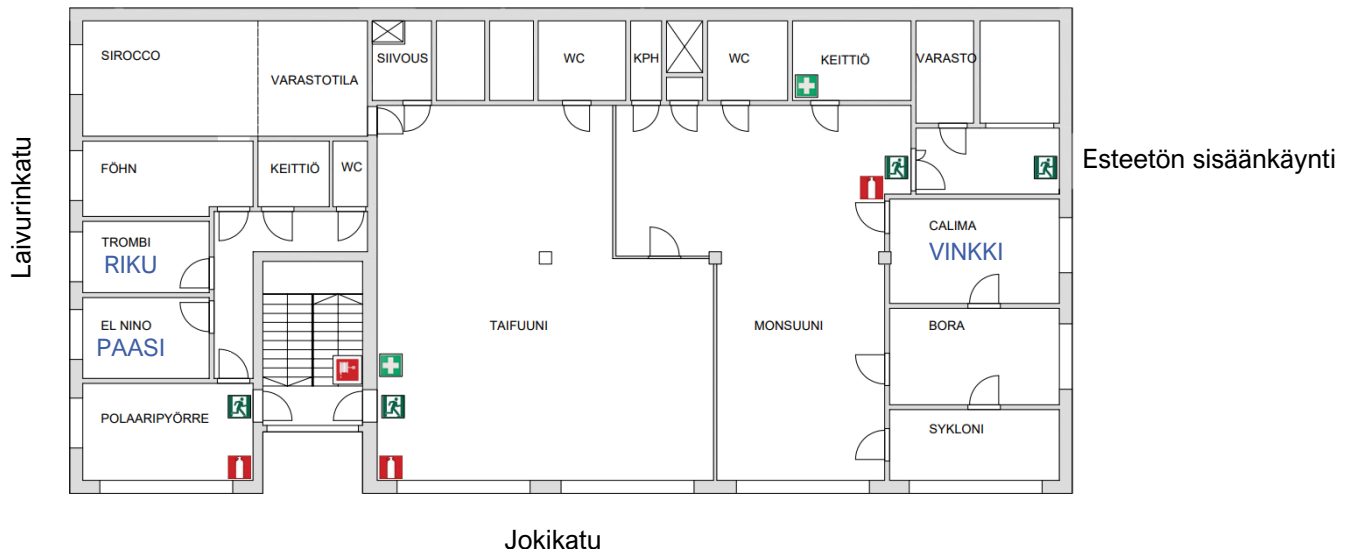 SIROCCO
VARASTOTILA
SIIVOUS
WC
KPH
WC
KEITTIÖ
VARASTO
Laivurinkatu
FÖHN
KEITTIÖ
WC
Esteetön sisäänkäynti
TROMBI
RIKU
CALIMA
VINKKI
EL NINO
PAASI
TAIFUUNI
MONSUUNI
BORA
POLAARIPYÖRRE
SYKLONI
Jokikatu